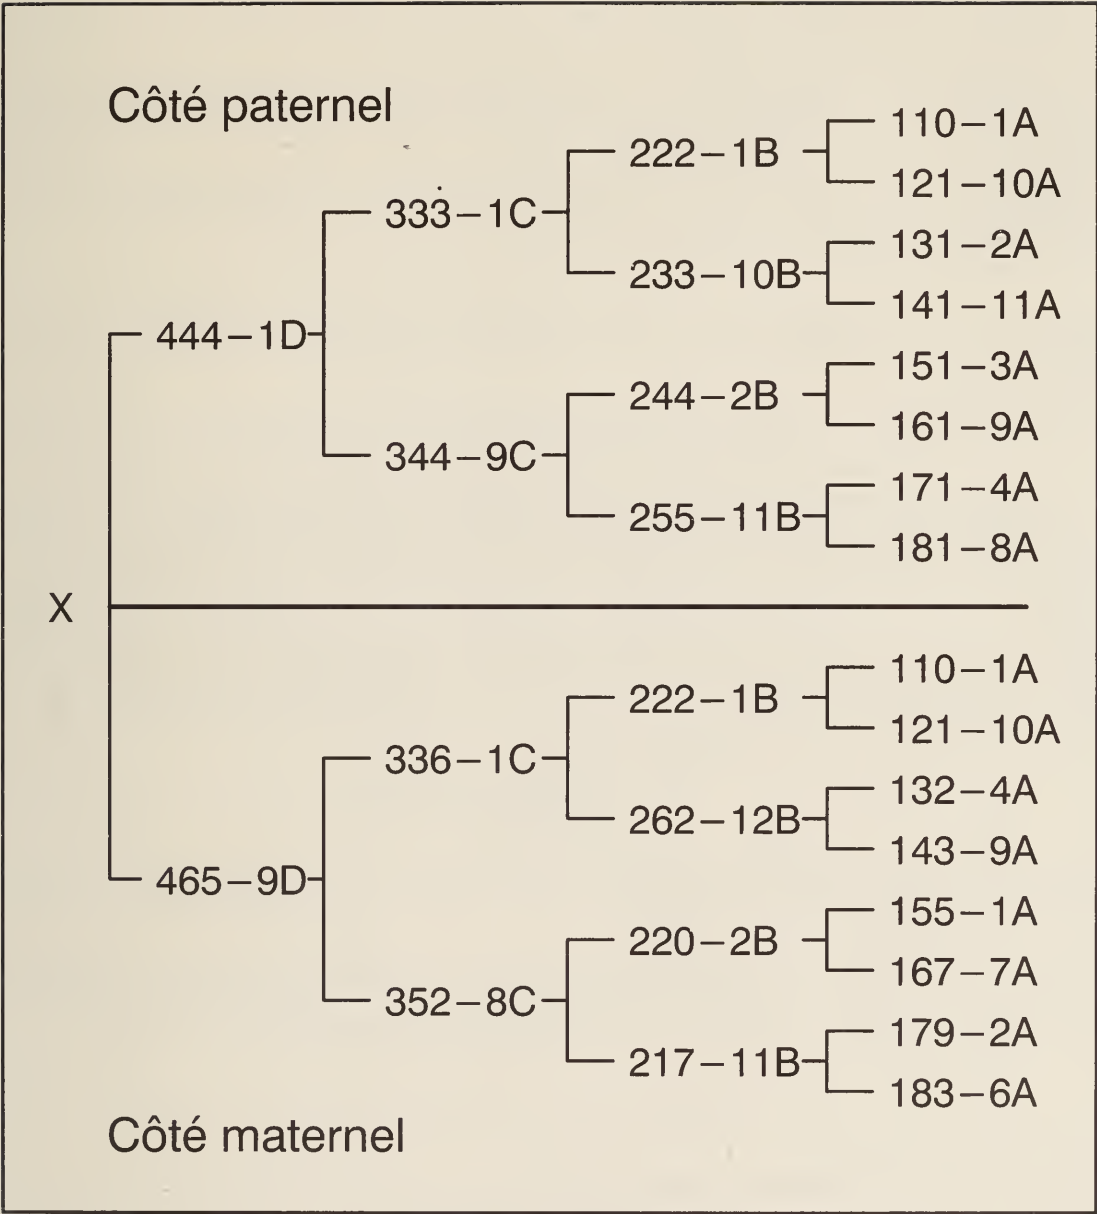 Côté paternel
110–1A
222–1B
121–10A
333–1C
131–2A
233–10B
141–11A
444–1D
151–3A
244–2B
161–9A
344–9C
171–4A
255–11B
181–8A
X
110–1A
222–1B
121–10A
336–1C
132–4A
262–12B
143–9A
465–9D
155–1A
220–2B
167–7A
352–8C
179–2A
217–11B
183–6A
Côté maternel